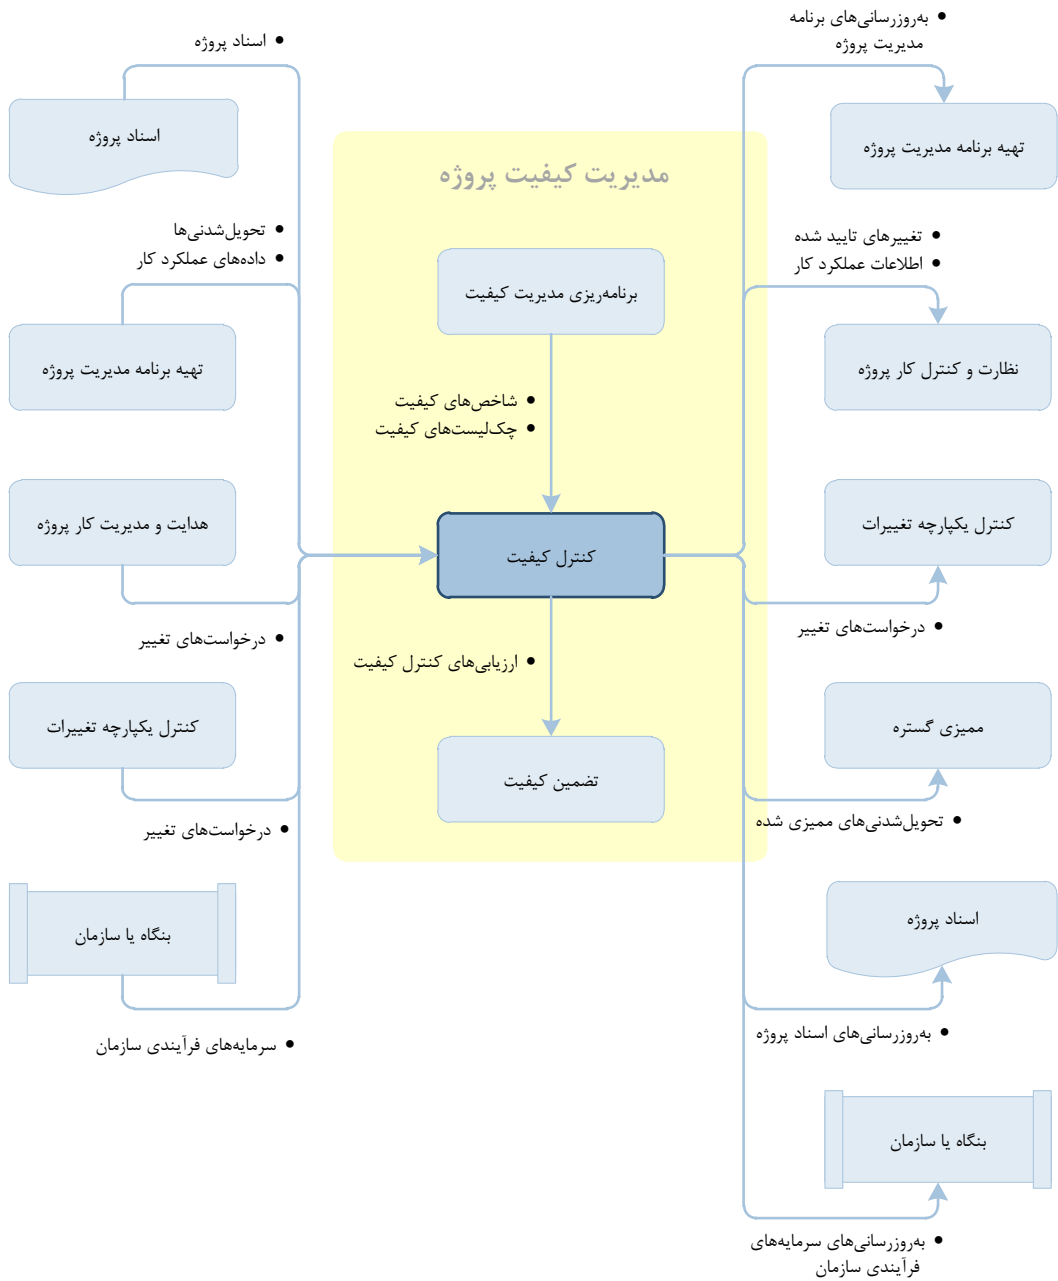 • اسناد پروژه
اسناد پروژه
• تحویل‌شدنی‌ها
• داده‌های عملکرد کار
تهیه برنامه مدیریت پروژه
هدایت و مدیریت کار پروژه
• درخواست‌های تغییر
کنترل یکپارچه تغییرات
• درخواست‌های تغییر
بنگاه یا سازمان
• سرمایه‌های فرآیندی سازمان
مدیریت کیفیت پروژه
برنامه‌ریزی مدیریت کیفیت
• شاخص‌های کیفیت
• چک‌لیست‌های کیفیت
کنترل کیفیت
• ارزیابی‌های کنترل کیفیت
تضمین کیفیت
• به‌روزرسانی‌های برنامه
مدیریت پروژه
تهیه برنامه مدیریت پروژه
• تغییرهای تایید شده
• اطلاعات عملکرد کار
نظارت و کنترل کار پروژه
کنترل یکپارچه تغییرات
• درخواست‌های تغییر
ممیزی گستره
• تحویل‌شدنی‌های ممیزی شده
اسناد پروژه
• به‌روزرسانی‌های اسناد پروژه
بنگاه یا سازمان
• به‌روزرسانی‌های سرمایه‌های
فرآیندی سازمان